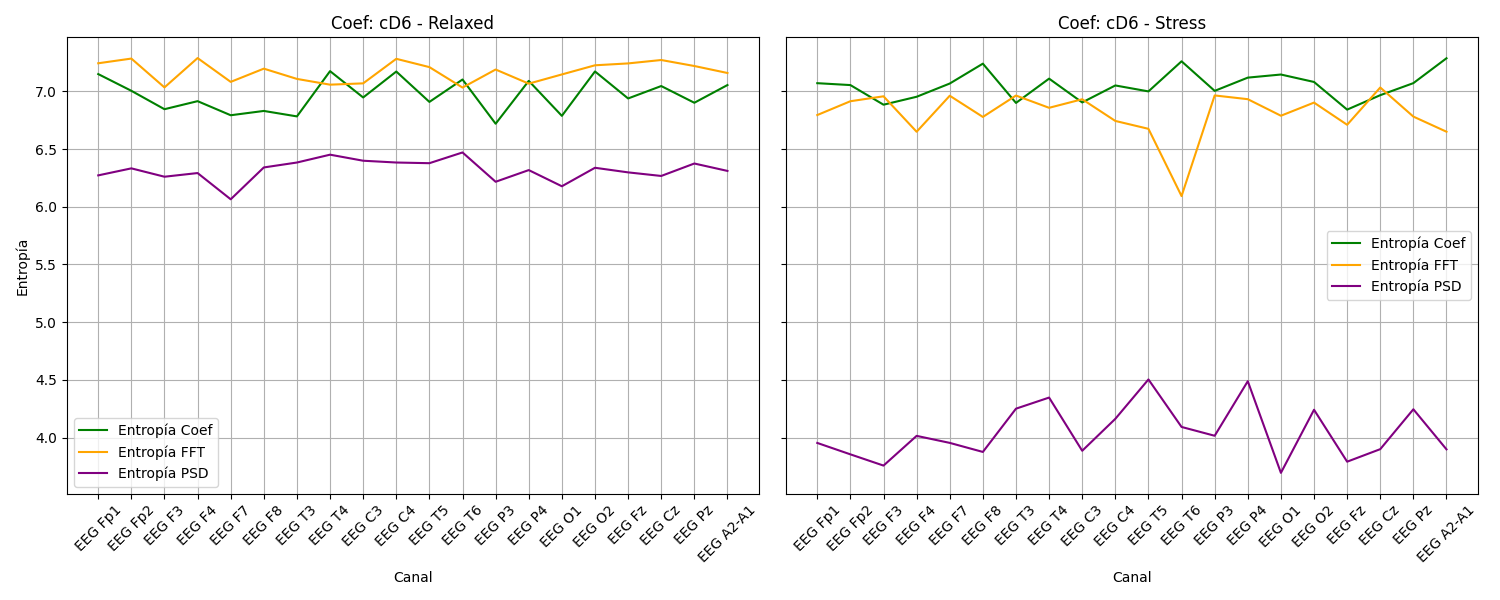 Coef: cD6 - Relaxed
Entropía
7.0
6.5
6.0
5.5
5.0
4.5
4.0
Entropía Coef
Entropía FFT
Entropía PSD
EEG Fp1
EEG Fp2
EEG F3
EEG F4
EEG F7
EEG F8
EEG T3
EEG T4
EEG C3
EEG C4
EEG T5
EEG T6
EEG P3
EEG P4
EEG O1
EEG O2
EEG Fz
EEG Cz
EEG Pz
EEG A2-A1
Canal
Coef: cD6 - Stress
Entropía Coef
Entropía FFT
Entropía PSD
EEG Fp1
EEG Fp2
EEG F3
EEG F4
EEG F7
EEG F8
EEG T3
EEG T4
EEG C3
EEG C4
EEG T5
EEG T6
EEG P3
EEG P4
EEG O1
EEG O2
EEG Fz
EEG Cz
EEG Pz
EEG A2-A1
Canal